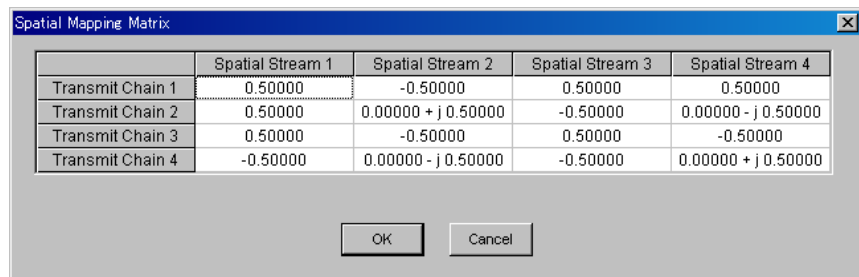 Spatial Mapping Matrix
Spatial Stream 1 Spatial Stream 2 Spatial Stream 3 Spatial Stream 4
Transmit Chain 1 0.50000 -0.50000 0.50000 0.50000
Transmit Chain 2 0.50000 0.00000 + j 0.50000 -0.50000 0.00000 - j 0.50000
Transmit Chain 3 0.50000 -0.50000 0.50000 -0.50000
Transmit Chain 4 -0.50000 0.00000 - j 0.50000 -0.50000 0.00000 + j 0.50000
OK Cancel